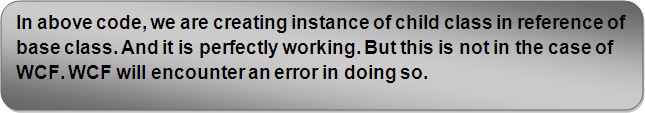 In above code, we are creating instance of child class in reference of
base class. And it is perfectly working. But this is not in the case of
WCF. WCF will encounter an error in doing so.